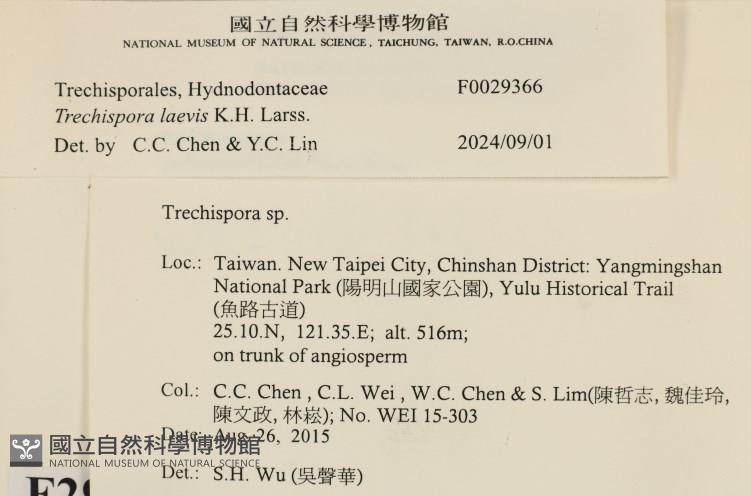 國立自然科學博物館
NATIONAL MUSEUM OF NATURAL SCIENCE, TAICHUNG, TAIWAN, R.O.CHINA
Trechisporales, Hydnodontaceae F0029366
Trechispora laevis K.H. Larss.
Det. by C.C. Chen & Y.C. Lin 2024/09/01
Trechispora sp.
Loc.: Taiwan. New Taipei City, Chinshan District: Yangmingshan
National Park (陽明山國家公園), Yulu Historical Trail
(魚路古道)
25.10.N, 121.35.E; alt. 516m;
on trunk of angiosperm
Col.: C.C. Chen , C.L. Wei , W.C. Chen & S. Lim(陳哲志, 魏佳玲,
陳文政, 林崧); No. WEI 15-303
Date: Aug 26, 2015
國立自然科學博物館
NATIONAL MUSEUM OF NATURAL SCIENCE
Det.: S.H. Wu (吳聲華)